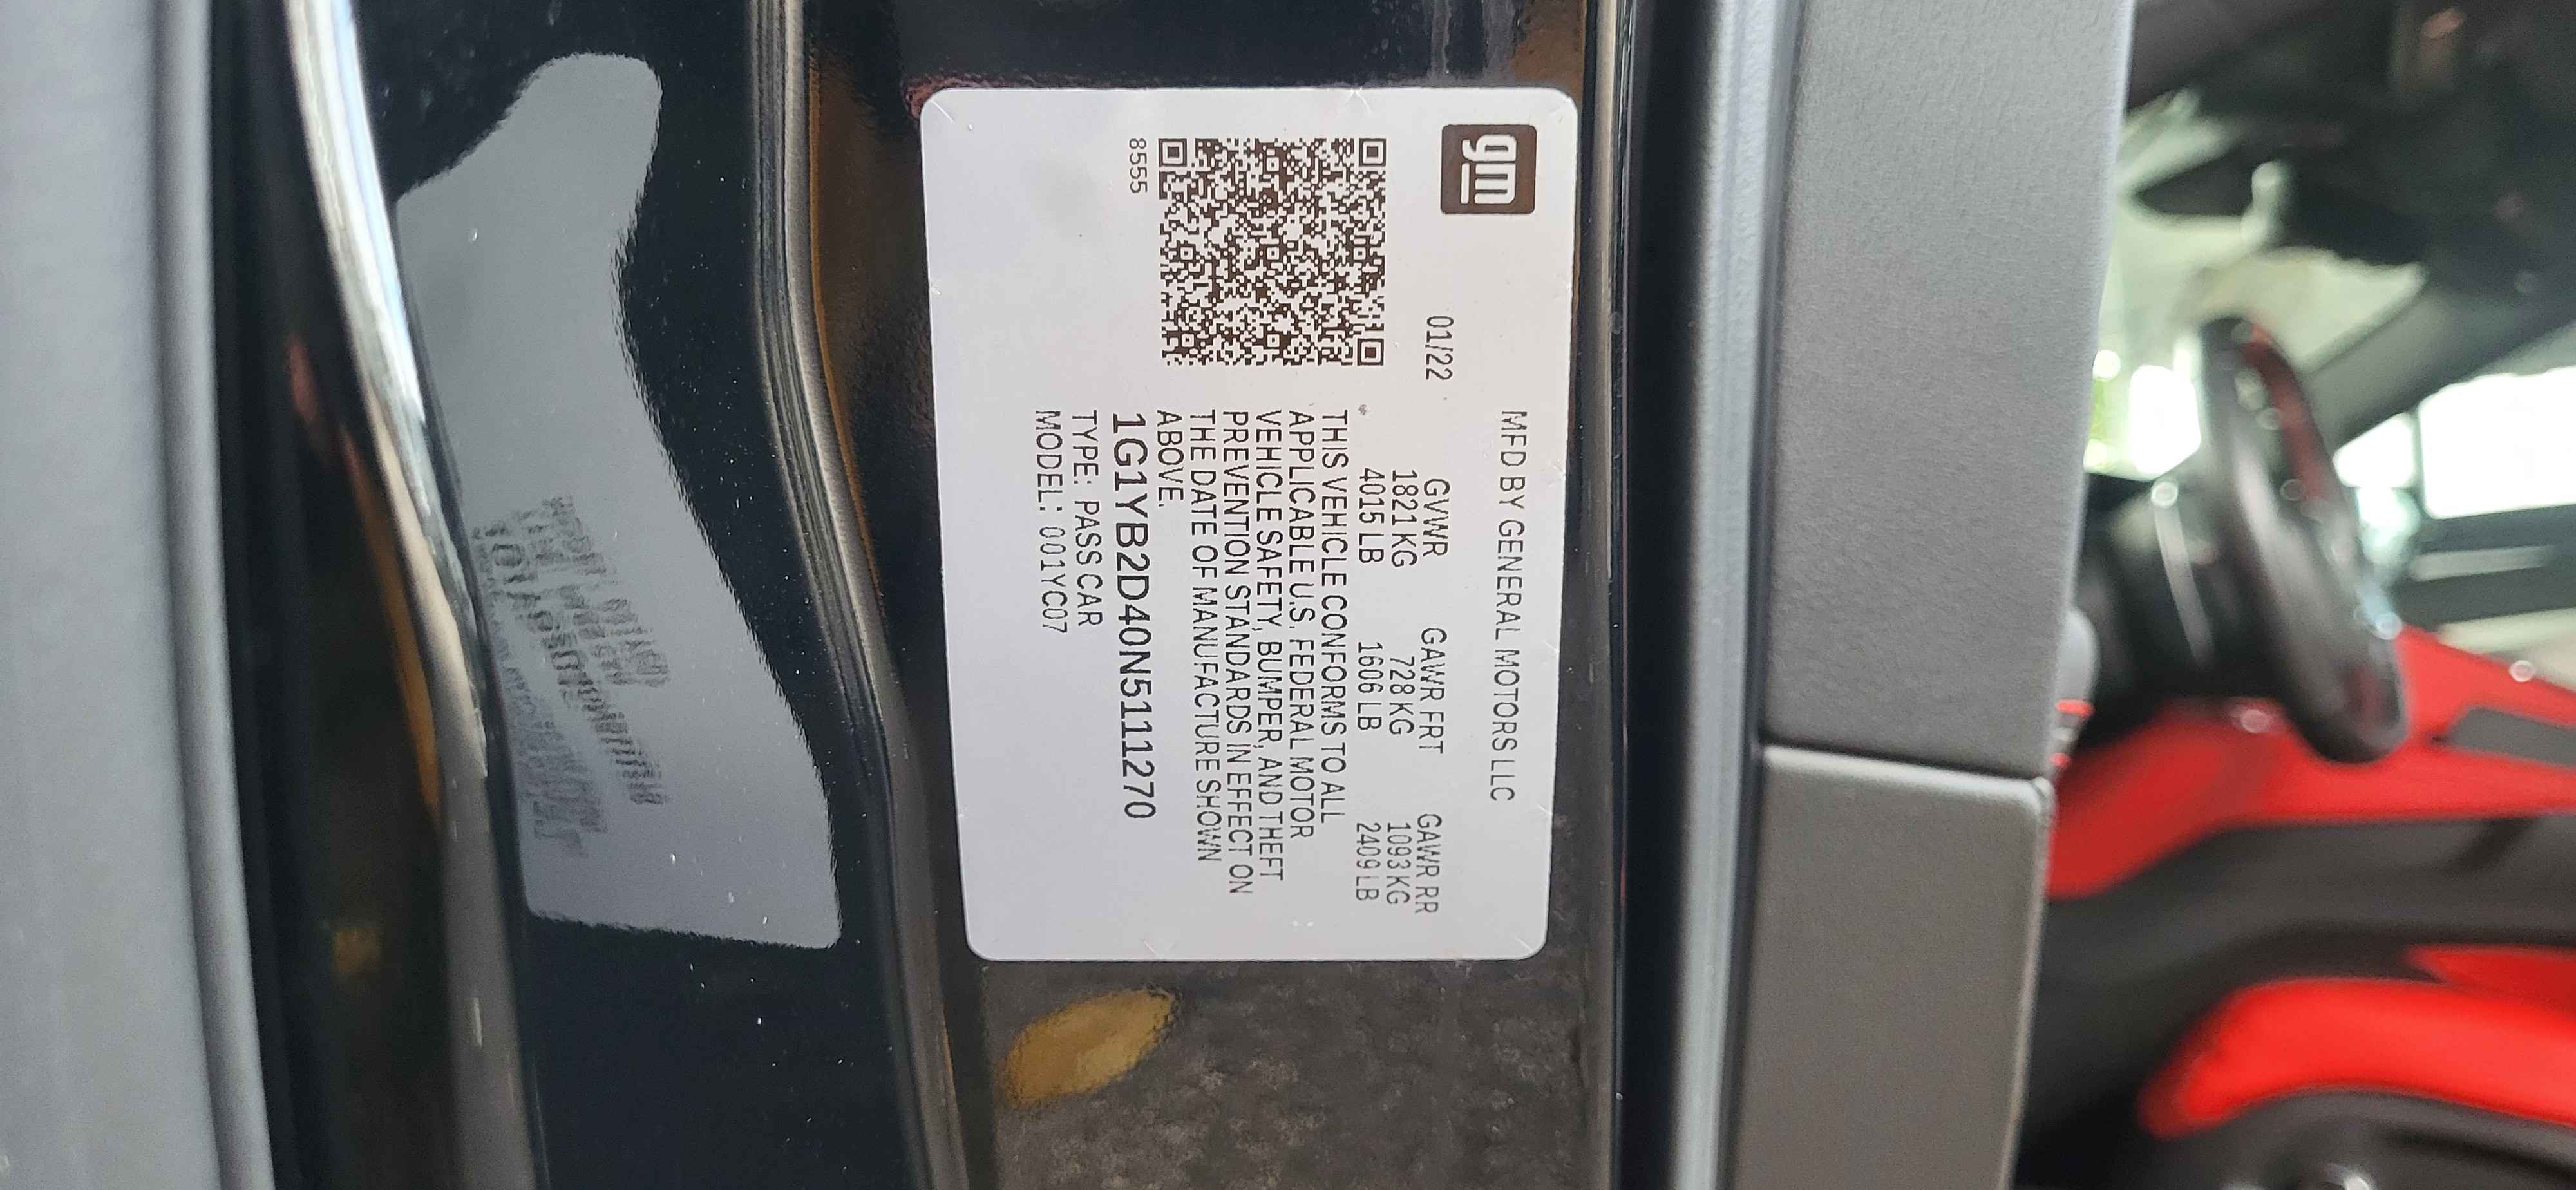 gm
MFD BY GENERAL MOTORS LLC
01/22 GVWR GAWR FRT GAWR RR
1821 KG 728 KG 1093 KG
4015 LB 1606 LB 2409 LB
THIS VEHICLE CONFORMS TO ALL
APPLICABLE U.S. FEDERAL MOTOR
VEHICLE SAFETY, BUMPER, AND THEFT
PREVENTION STANDARDS IN EFFECT ON
THE DATE OF MANUFACTURE SHOWN
ABOVE.
8555
1G1YB2D40N5111270
TYPE: PASS CAR
MODEL: 001YC07